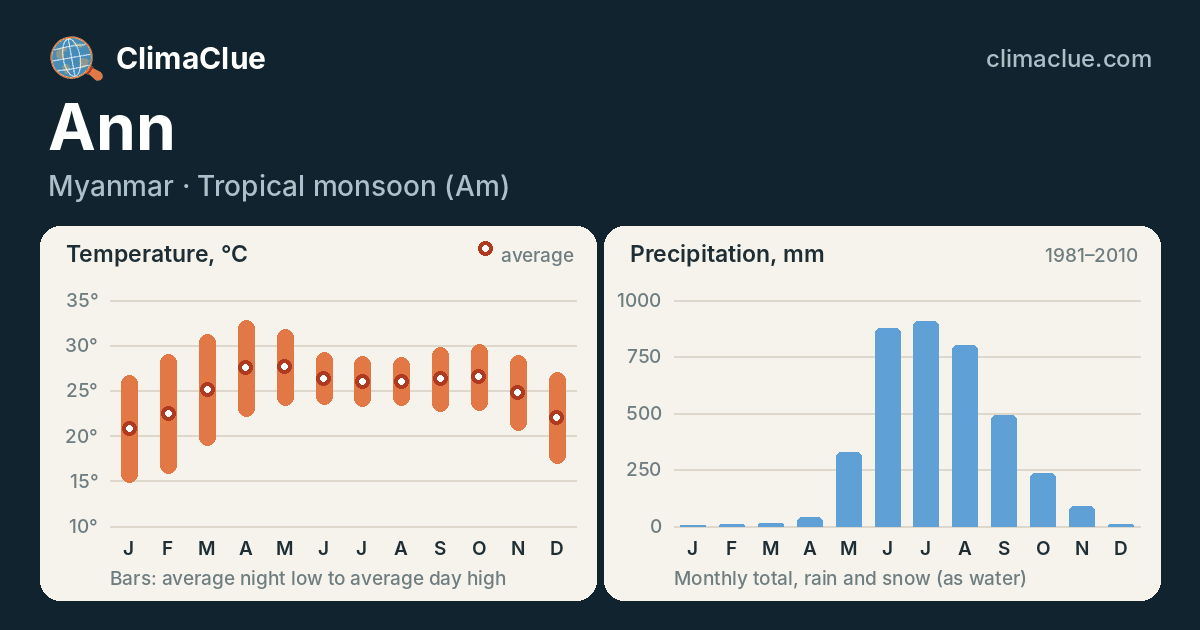 ClimaClue
climaclue.com
Ann
Myanmar · Tropical monsoon (Am)
Temperature, °C
average
35°
30°
25°
20°
15°
10°
J F M A M J J A S O N D
Bars: average night low to average day high
Precipitation, mm
1981–2010
1000
750
500
250
0
J F M A M J J A S O N D
Monthly total, rain and snow (as water)